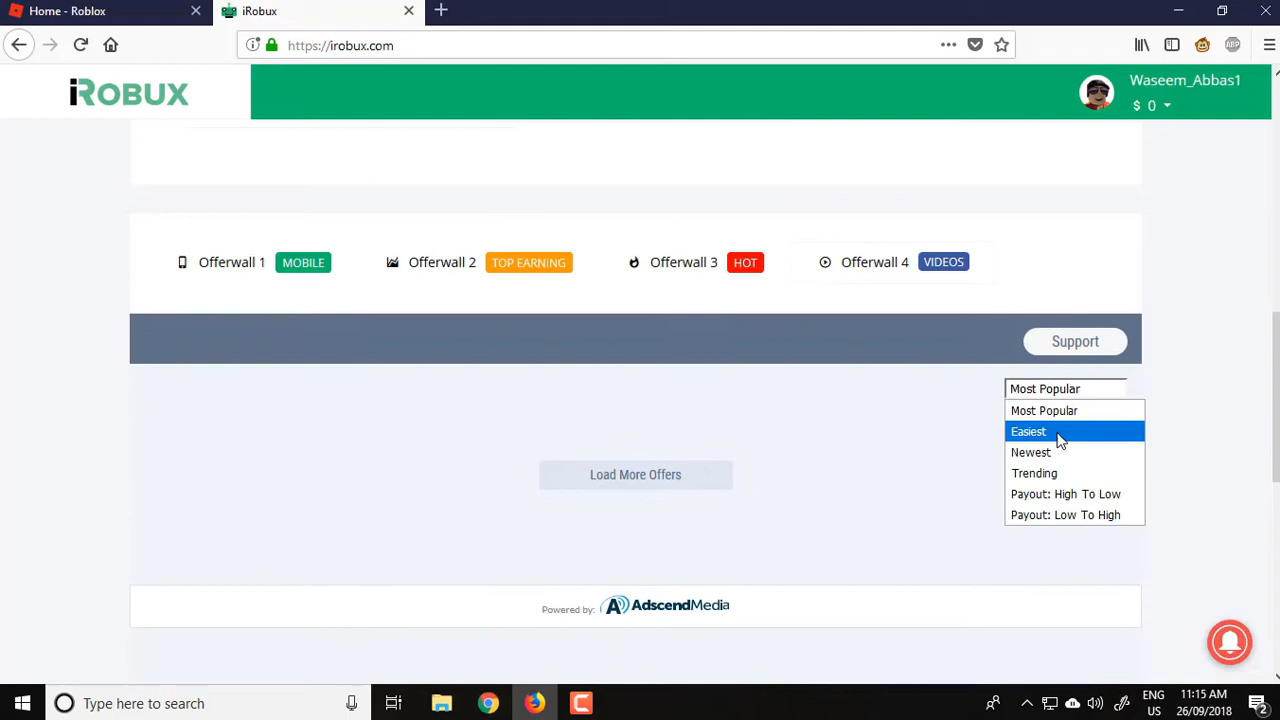 Home - Roblox
iRobux
https://irobux.com
ABP
iROBUX
Waseem_Abbas1
$ 0
Offerwall 1 MOBILE
Offerwall 2 TOP EARNING
Offerwall 3 HOT
Offerwall 4 VIDEOS
Support
Most Popular
Most Popular
Easiest
Newest
Trending
Payout: High To Low
Payout: Low To High
Load More Offers
Powered by: AdscendMedia
Type here to search
ENG
US
11:15 AM
26/09/2018
2